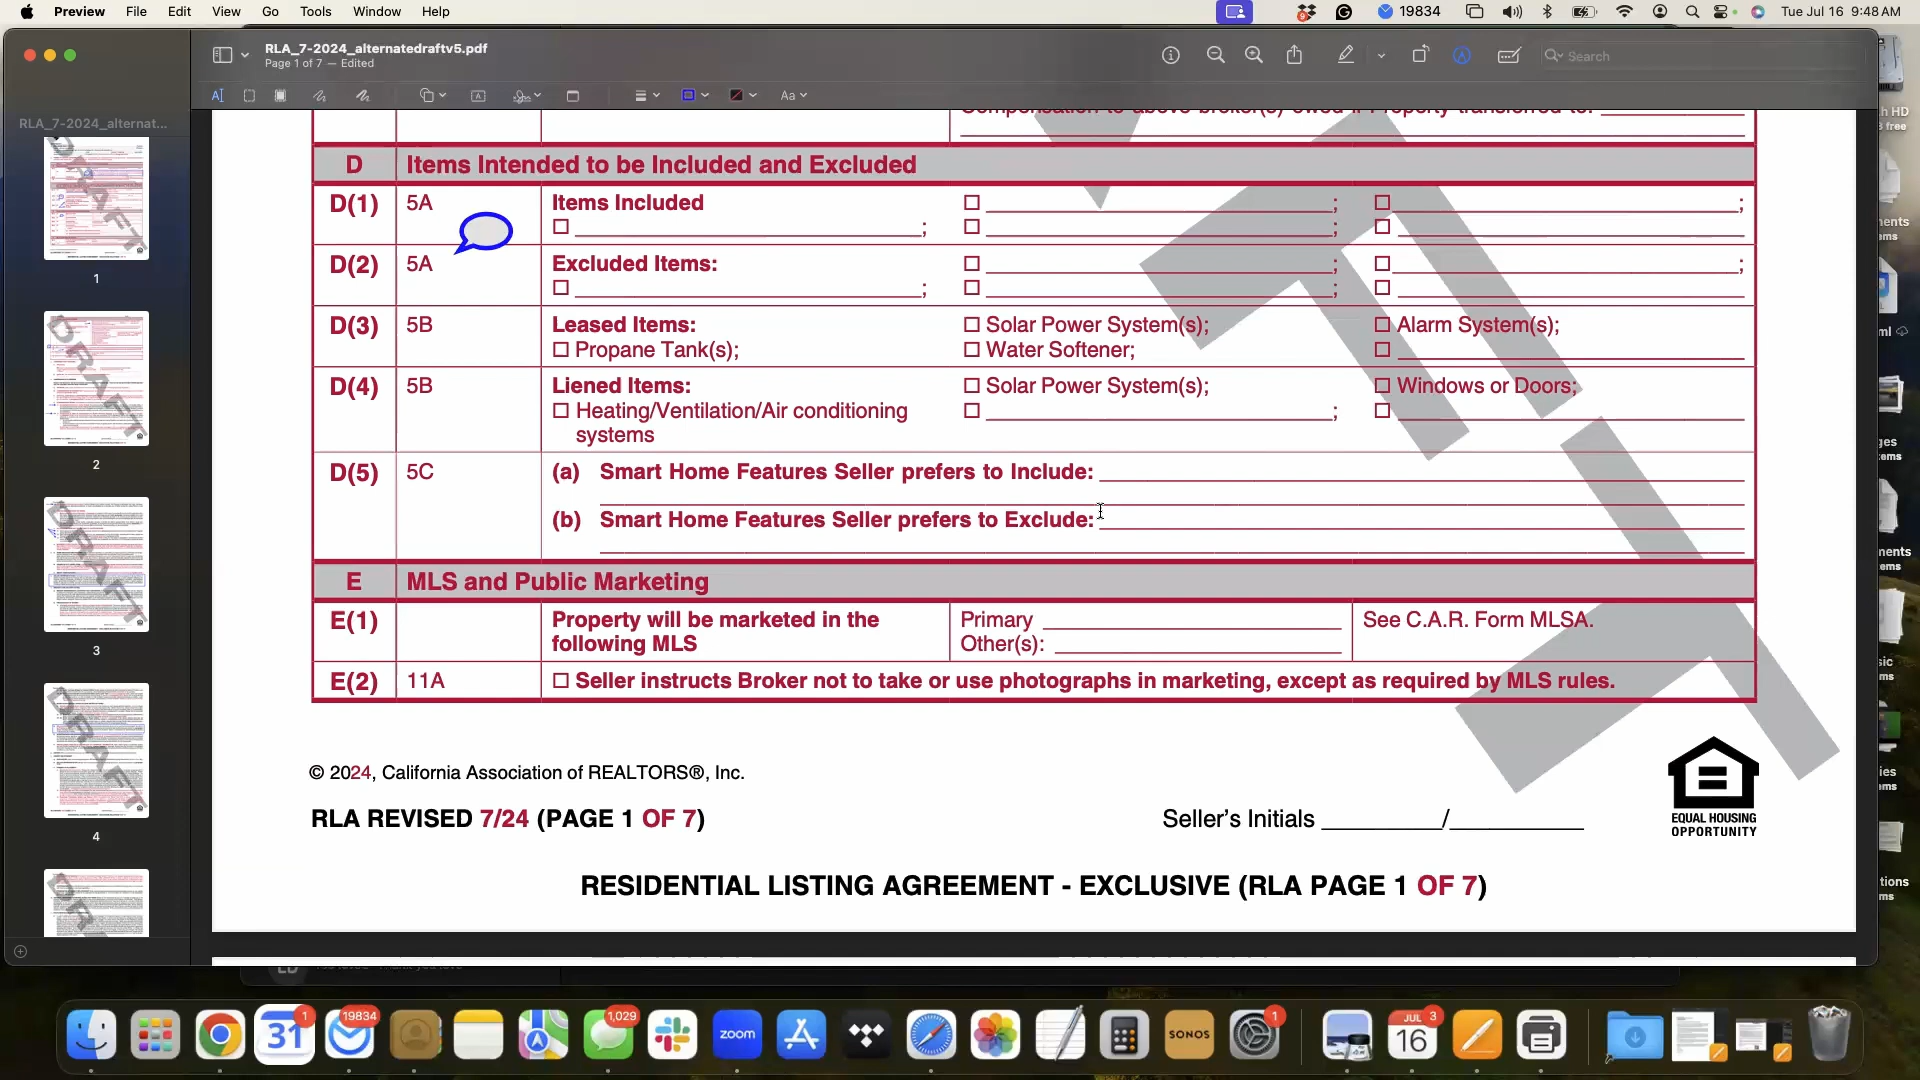 Preview File Edit View Go Tools Window Help 19834 Tue Jul 16 9:48 AM
RLA_7-2024_alternatedraftv5.pdf
Page 1 of 7 — Edited
Search
RLA_7-2024_alternat...
Aa
1
2
3
4
D Items Intended to be Included and Excluded
D(1) 5A Items Included ☐ ; ☐ ;
☐ ; ☐ ; ☐
D(2) 5A Excluded Items: ☐ ; ☐ ;
☐ ; ☐ ; ☐
D(3) 5B Leased Items: ☐ Solar Power System(s); ☐ Alarm System(s);
☐ Propane Tank(s); ☐ Water Softener; ☐
D(4) 5B Liened Items: ☐ Solar Power System(s); ☐ Windows or Doors;
☐ Heating/Ventilation/Air conditioning ☐ ; ☐
systems
D(5) 5C (a) Smart Home Features Seller prefers to Include:
(b) Smart Home Features Seller prefers to Exclude:
E MLS and Public Marketing
E(1) Property will be marketed in the Primary See C.A.R. Form MLSA.
following MLS Other(s):
E(2) 11A ☐ Seller instructs Broker not to take or use photographs in marketing, except as required by MLS rules.
© 2024, California Association of REALTORS®, Inc.
RLA REVISED 7/24 (PAGE 1 OF 7) Seller's Initials /
EQUAL HOUSING
OPPORTUNITY
RESIDENTIAL LISTING AGREEMENT - EXCLUSIVE (RLA PAGE 1 OF 7)
1 19834 1,029 1 3
31 zoom SONOS JUL
16